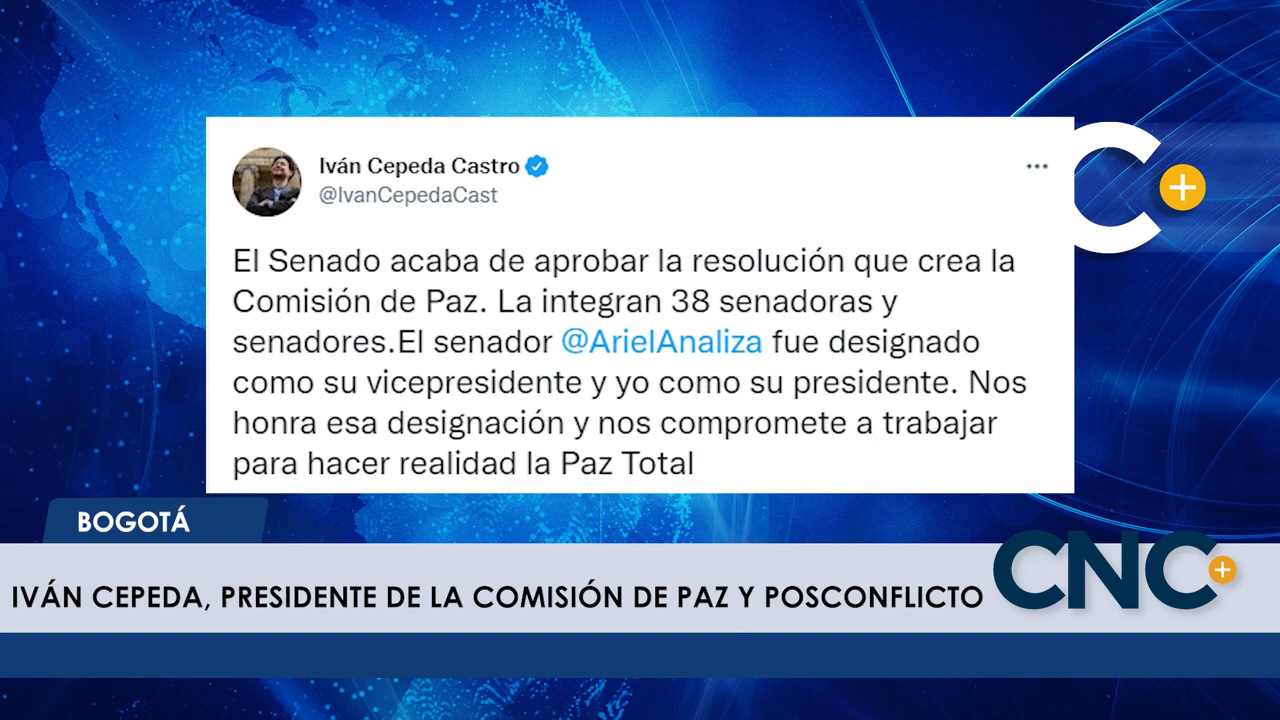 Iván Cepeda Castro
@IvanCepedaCast
El Senado acaba de aprobar la resolución que crea la
Comisión de Paz. La integran 38 senadoras y
senadores.El senador @ArielAnaliza fue designado
como su vicepresidente y yo como su presidente. Nos
honra esa designación y nos compromete a trabajar
para hacer realidad la Paz Total
C+
BOGOTÁ
IVÁN CEPEDA, PRESIDENTE DE LA COMISIÓN DE PAZ Y POSCONFLICTO
CNC+